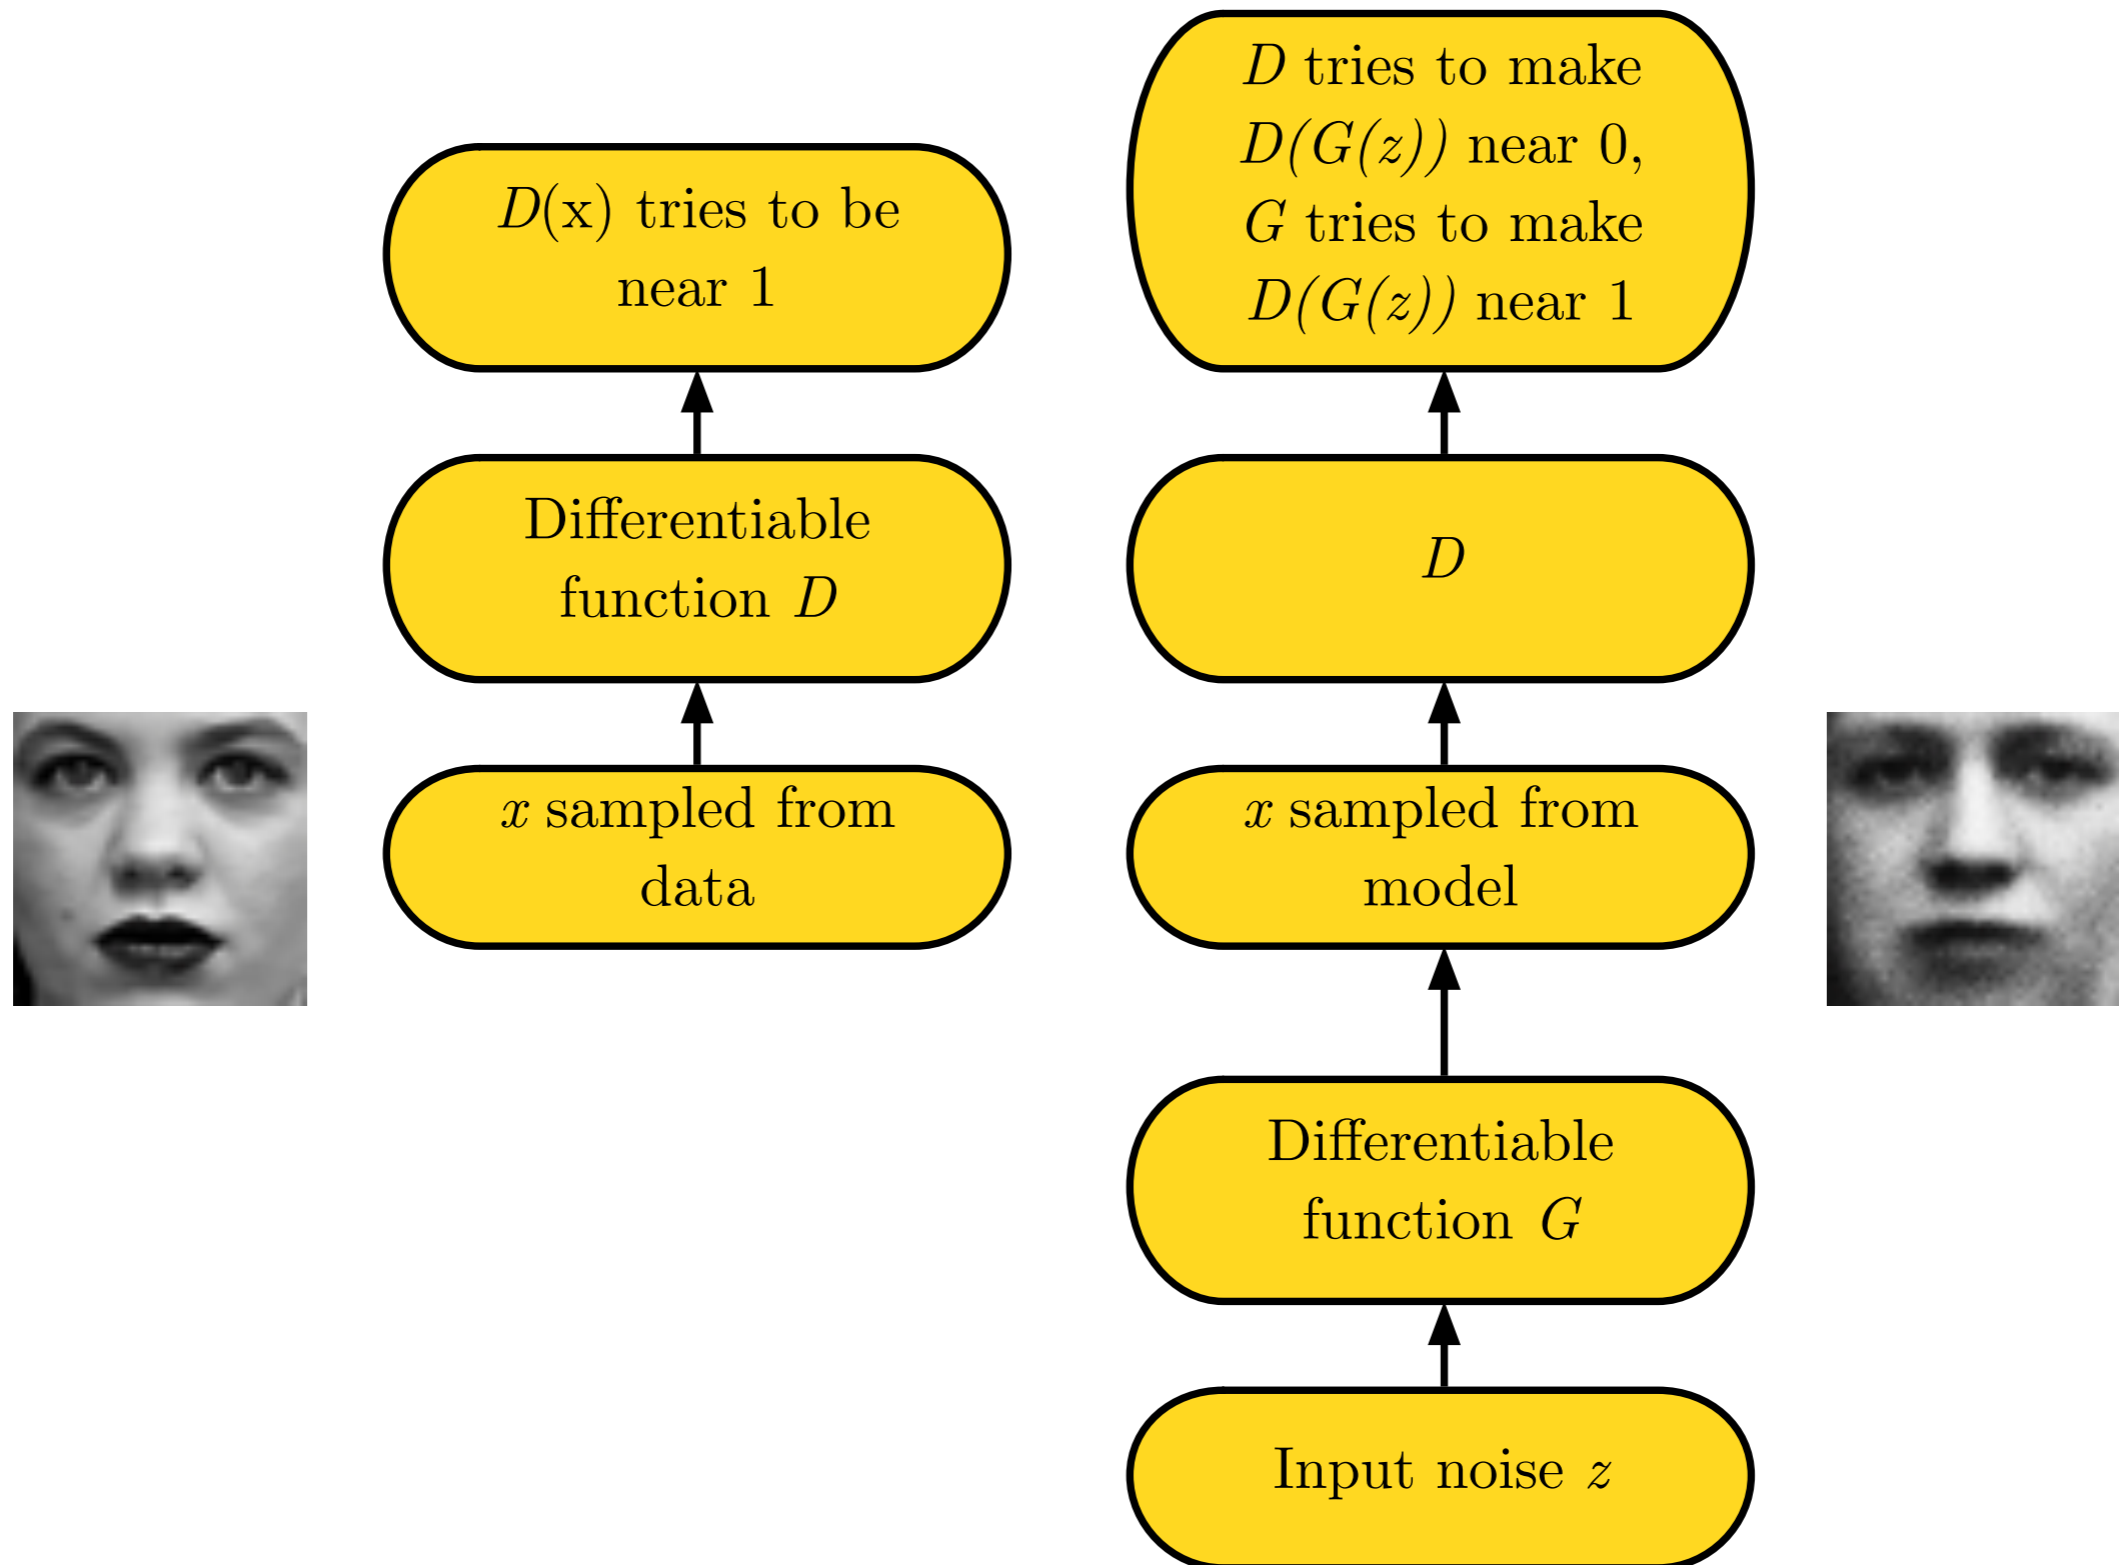 D(x) tries to be
near 1
Differentiable
function D
x sampled from
data
D tries to make
D(G(z)) near 0,
G tries to make
D(G(z)) near 1
D
x sampled from
model
Differentiable
function G
Input noise z